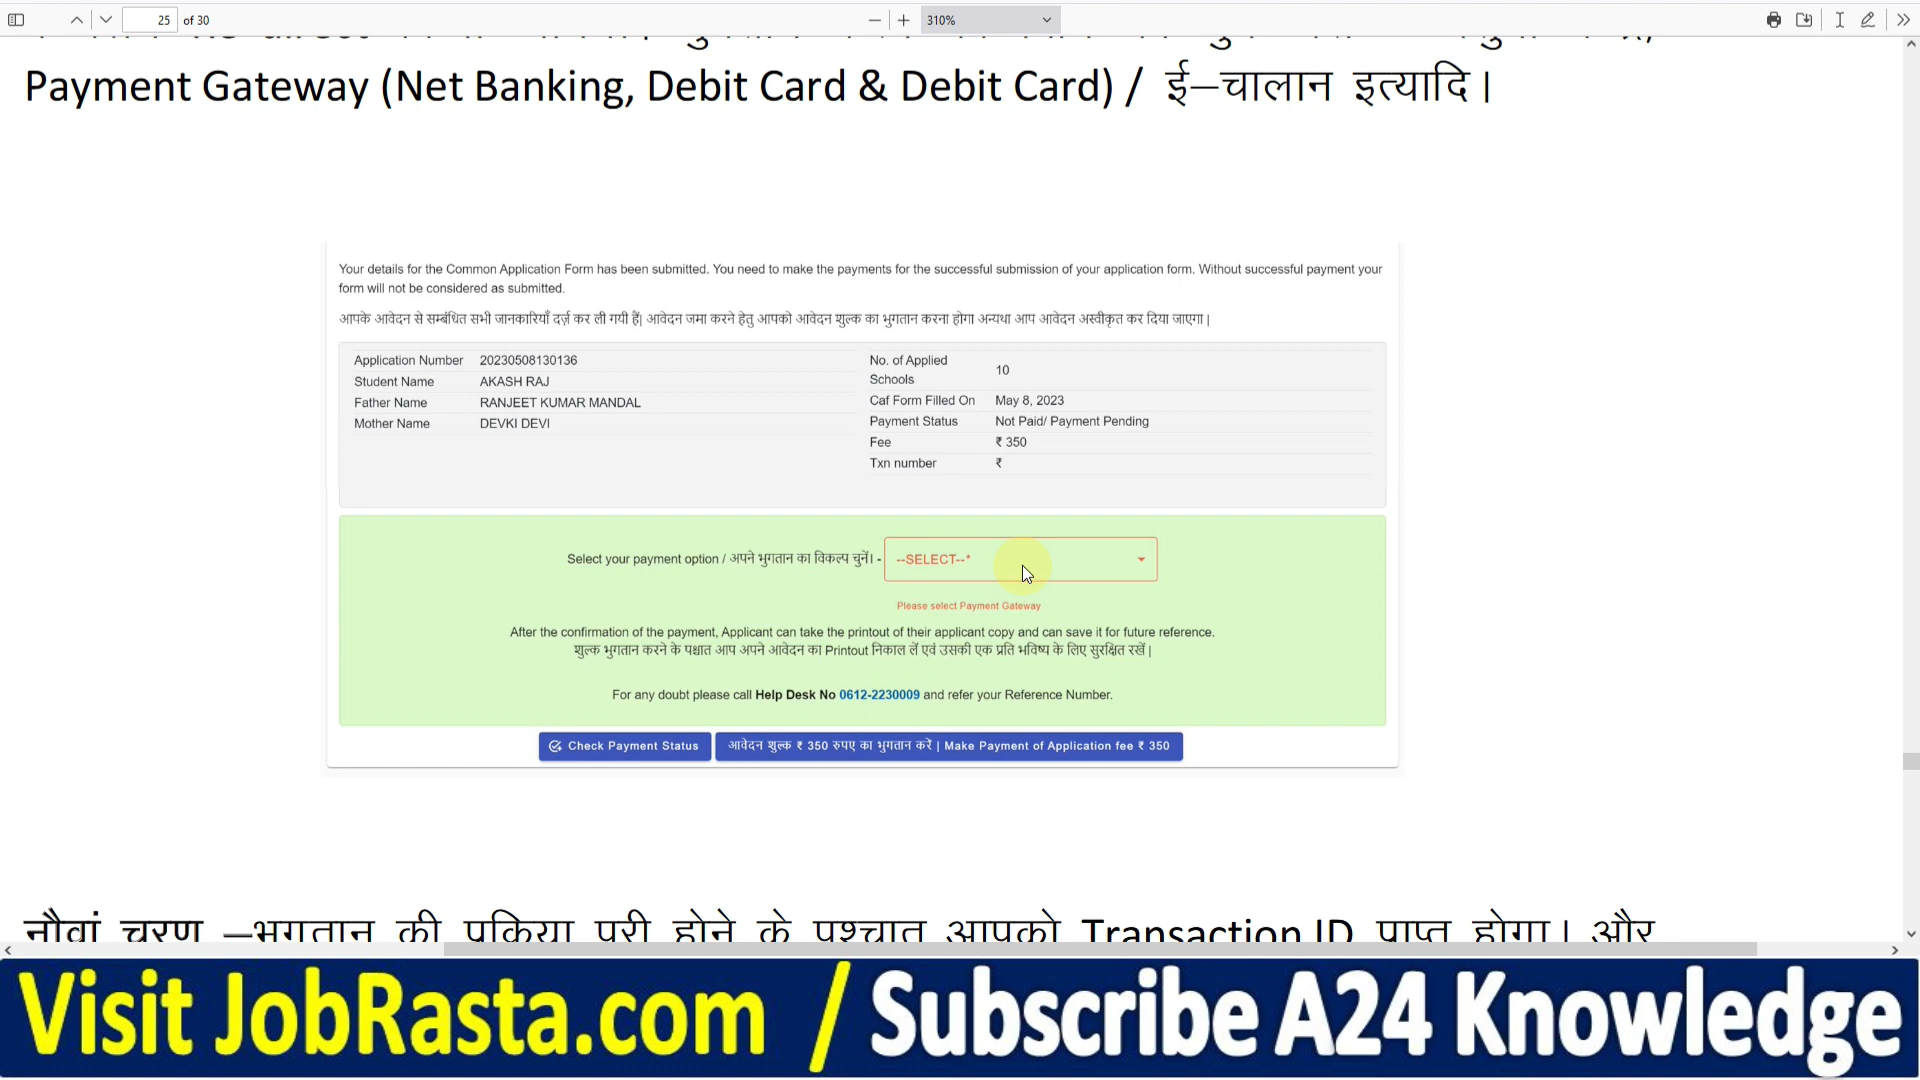 25 of 30
310%
Payment Gateway (Net Banking, Debit Card & Debit Card) / ई–चालान इत्यादि।
Your details for the Common Application Form has been submitted. You need to make the payments for the successful submission of your application form. Without successful payment your
form will not be considered as submitted.
आपके आवेदन से सम्बंधित सभी जानकारियाँ दर्ज़ कर ली गयी हैं| आवेदन जमा करने हेतु आपको आवेदन शुल्क का भुगतान करना होगा अन्यथा आप आवेदन अस्वीकृत कर दिया जाएगा |
Application Number 20230508130136
Student Name AKASH RAJ
Father Name RANJEET KUMAR MANDAL
Mother Name DEVKI DEVI
No. of Applied
Schools 10
Caf Form Filled On May 8, 2023
Payment Status Not Paid/ Payment Pending
Fee ₹ 350
Txn number ₹
Select your payment option / अपने भुगतान का विकल्प चुनें। - --SELECT--*
Please select Payment Gateway
After the confirmation of the payment, Applicant can take the printout of their applicant copy and can save it for future reference.
शुल्क भुगतान करने के पश्चात आप अपने आवेदन का Printout निकाल लें एवं उसकी एक प्रति भविष्य के लिए सुरक्षित रखें |
For any doubt please call Help Desk No 0612-2230009 and refer your Reference Number.
Check Payment Status
आवेदन शुल्क ₹ 350 रुपए का भुगतान करें | Make Payment of Application fee ₹ 350
नौवां चरण –भुगतान की प्रक्रिया पूरी होने के पश्चात आपको Transaction ID प्राप्त होगा। और
Visit JobRasta.com / Subscribe A24 Knowledge